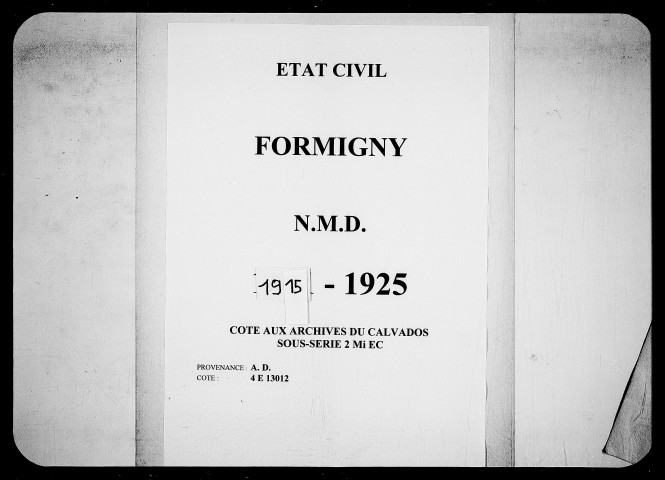 ETAT CIVIL
FORMIGNY
N.M.D.
1915 - 1925
COTE AUX ARCHIVES DU CALVADOS
SOUS-SERIE 2 Mi EC
PROVENANCE : A. D.
COTE : 4 E 13012